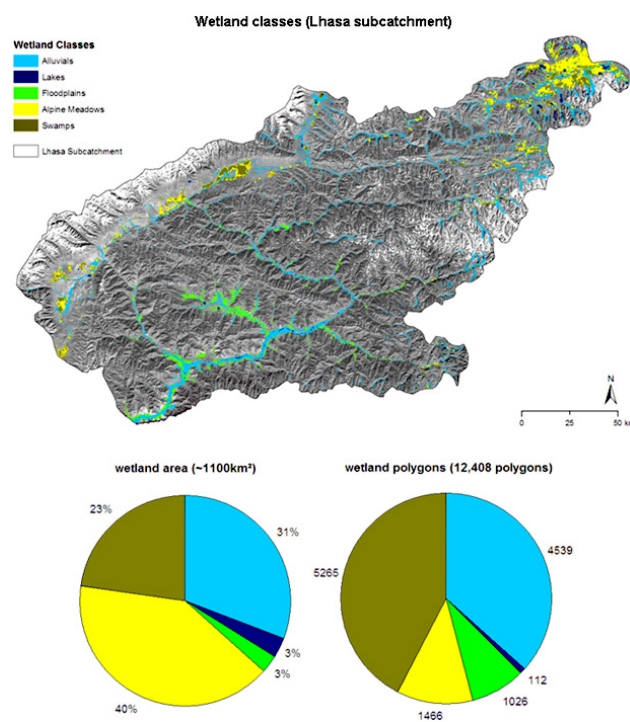 Wetland classes (Lhasa subcatchment)
Wetland Classes
Alluvials
Lakes
Floodplains
Alpine Meadows
Swamps
Lhasa Subcatchment
N
0 25 50 km
wetland area (~1100km²)
23%
31%
3%
3%
40%
wetland polygons (12,408 polygons)
4539
5265
112
1026
1466